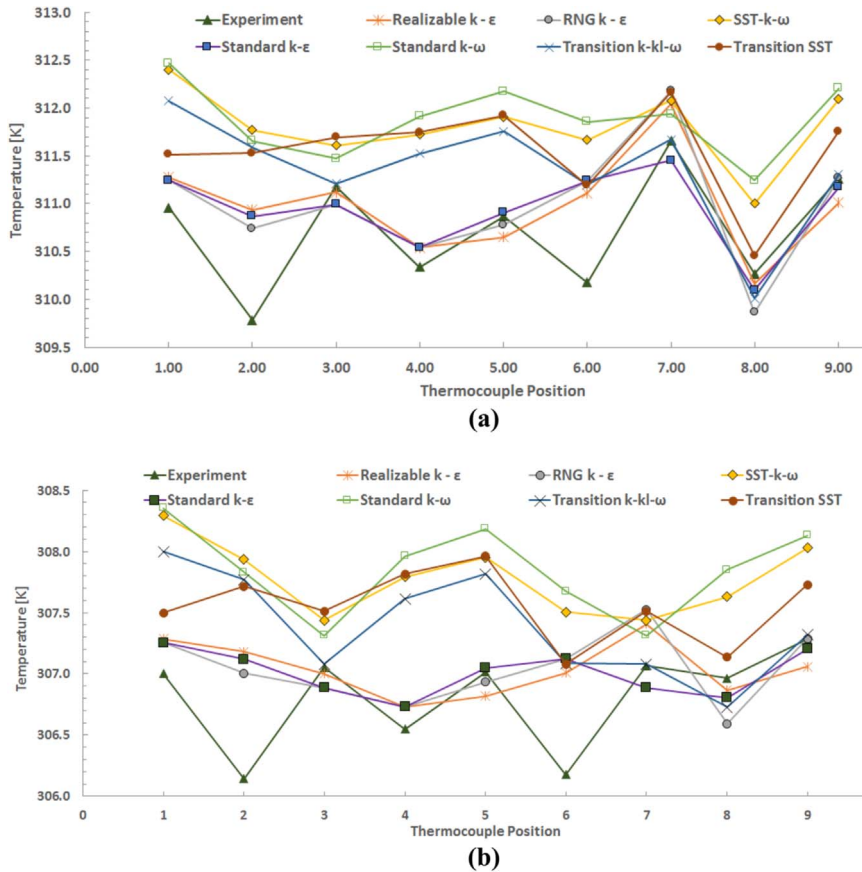 Experiment Realizable k - ε RNG k - ε SST-k-ω
Standard k-ε Standard k-ω Transition k-kl-ω Transition SST
313.0
312.5
312.0
311.5
311.0
310.5
310.0
309.5
Temperature [K]
0.00 1.00 2.00 3.00 4.00 5.00 6.00 7.00 8.00 9.00
Thermocouple Position
(a)
Experiment Realizable k - ε RNG k - ε SST-k-ω
Standard k-ε Standard k-ω Transition k-kl-ω Transition SST
308.5
308.0
307.5
307.0
306.5
306.0
Temperature [K]
0 1 2 3 4 5 6 7 8 9
Thermocouple Position
(b)